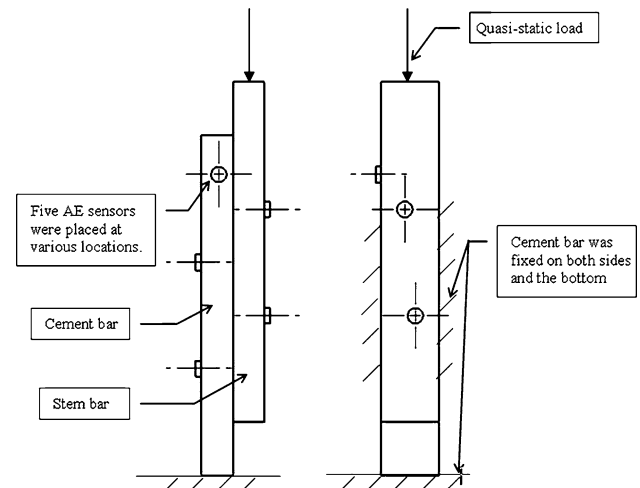 Quasi-static load
Five AE sensors
were placed at
various locations.
Cement bar was
fixed on both sides
and the bottom
Cement bar
Stem bar